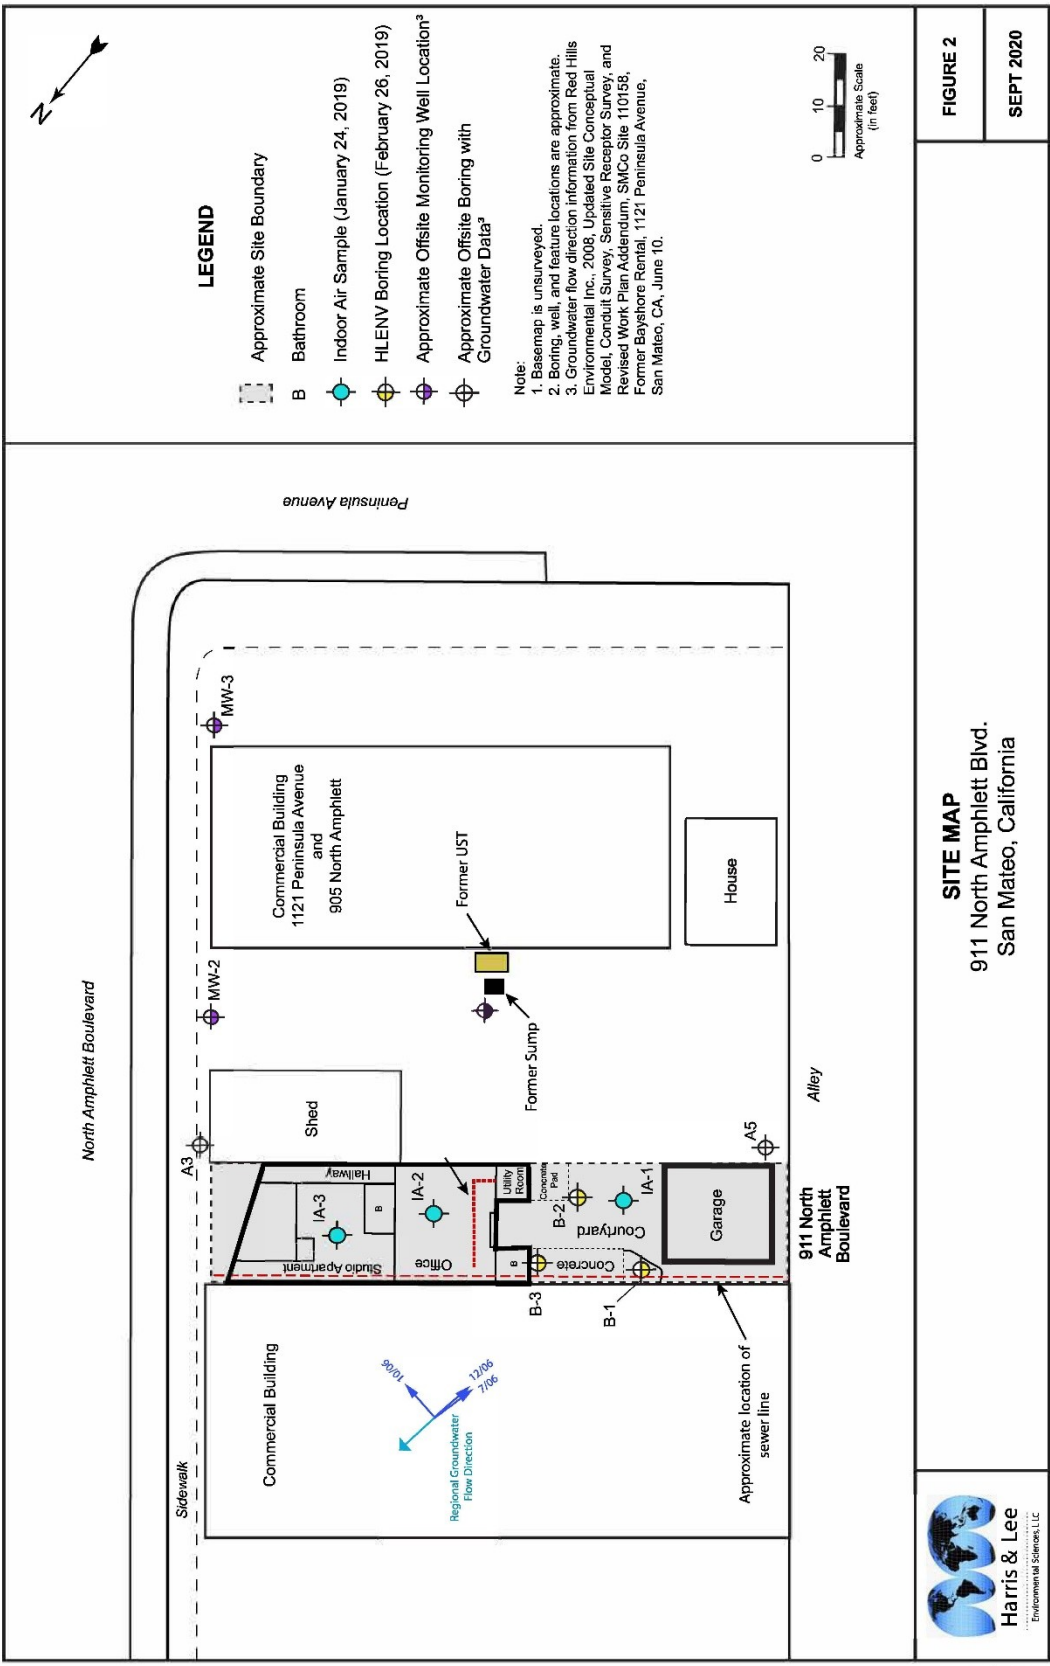 North Amphlett Boulevard
Sidewalk
Peninsula Avenue
A3
MW-2
MW-3
Commercial Building
Shed
Commercial Building
1121 Peninsula Avenue
and
905 North Amphlett
Hallway
IA-3
B
Studio Apartment
IA-2
Office
Utility
Room
B
Former UST
Former Sump
10/06
12/06
7/06
Regional Groundwater
Flow Direction
Concrete
Pad
B-2
B-3
Concrete
Courtyard
IA-1
B-1
Garage
House
A5
Alley
911 North
Amphlett
Boulevard
Approximate location of
sewer line
N
LEGEND
Approximate Site Boundary
B Bathroom
Indoor Air Sample (January 24, 2019)
HLENV Boring Location (February 26, 2019)
Approximate Offsite Monitoring Well Location³
Approximate Offsite Boring with
Groundwater Data³
Note:
1. Basemap is unsurveyed.
2. Boring, well, and feature locations are approximate.
3. Groundwater flow direction information from Red Hills
Environmental Inc., 2008, Updated Site Conceptual
Model, Conduit Survey, Sensitive Receptor Survey, and
Revised Work Plan Addendum, SMCo Site 110158,
Former Bayshore Rental, 1121 Peninsula Avenue,
San Mateo, CA, June 10.
0 10 20
Approximate Scale
(in feet)
Harris & Lee
Environmental Sciences, LLC
SITE MAP
911 North Amphlett Blvd.
San Mateo, California
FIGURE 2
SEPT 2020